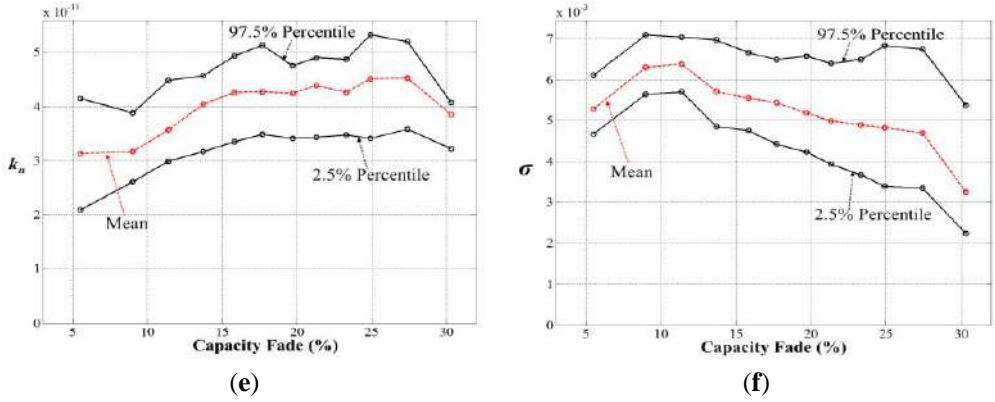 x 10⁻¹¹
5
4
3
2
1
0
kₙ
97.5% Percentile
2.5% Percentile
Mean
5 10 15 20 25 30
Capacity Fade (%)
(e)
x 10⁻³
7
6
5
4
3
2
1
0
σ
97.5% Percentile
Mean
2.5% Percentile
5 10 15 20 25 30
Capacity Fade (%)
(f)